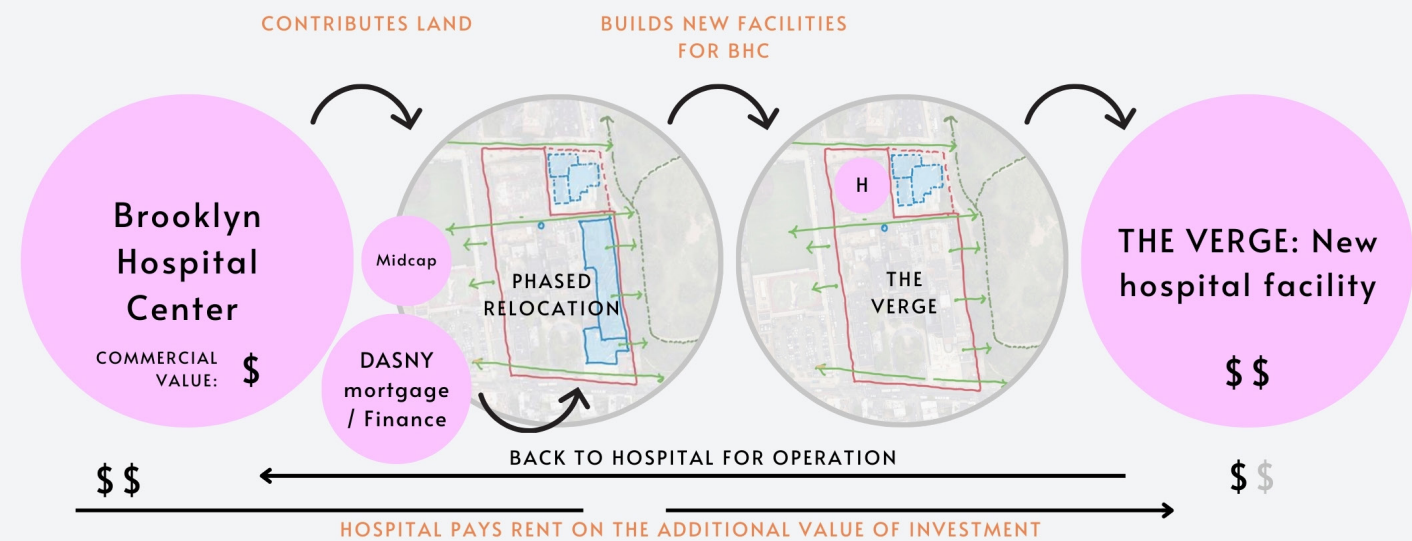 CONTRIBUTES LAND
BUILDS NEW FACILITIES
FOR BHC
Brooklyn
Hospital
Center
COMMERCIAL
VALUE:
$
Midcap
DASNY
mortgage
/ Finance
PHASED
RELOCATION
H
THE
VERGE
THE VERGE: New
hospital facility
$ $
BACK TO HOSPITAL FOR OPERATION
$ $
$ $
HOSPITAL PAYS RENT ON THE ADDITIONAL VALUE OF INVESTMENT